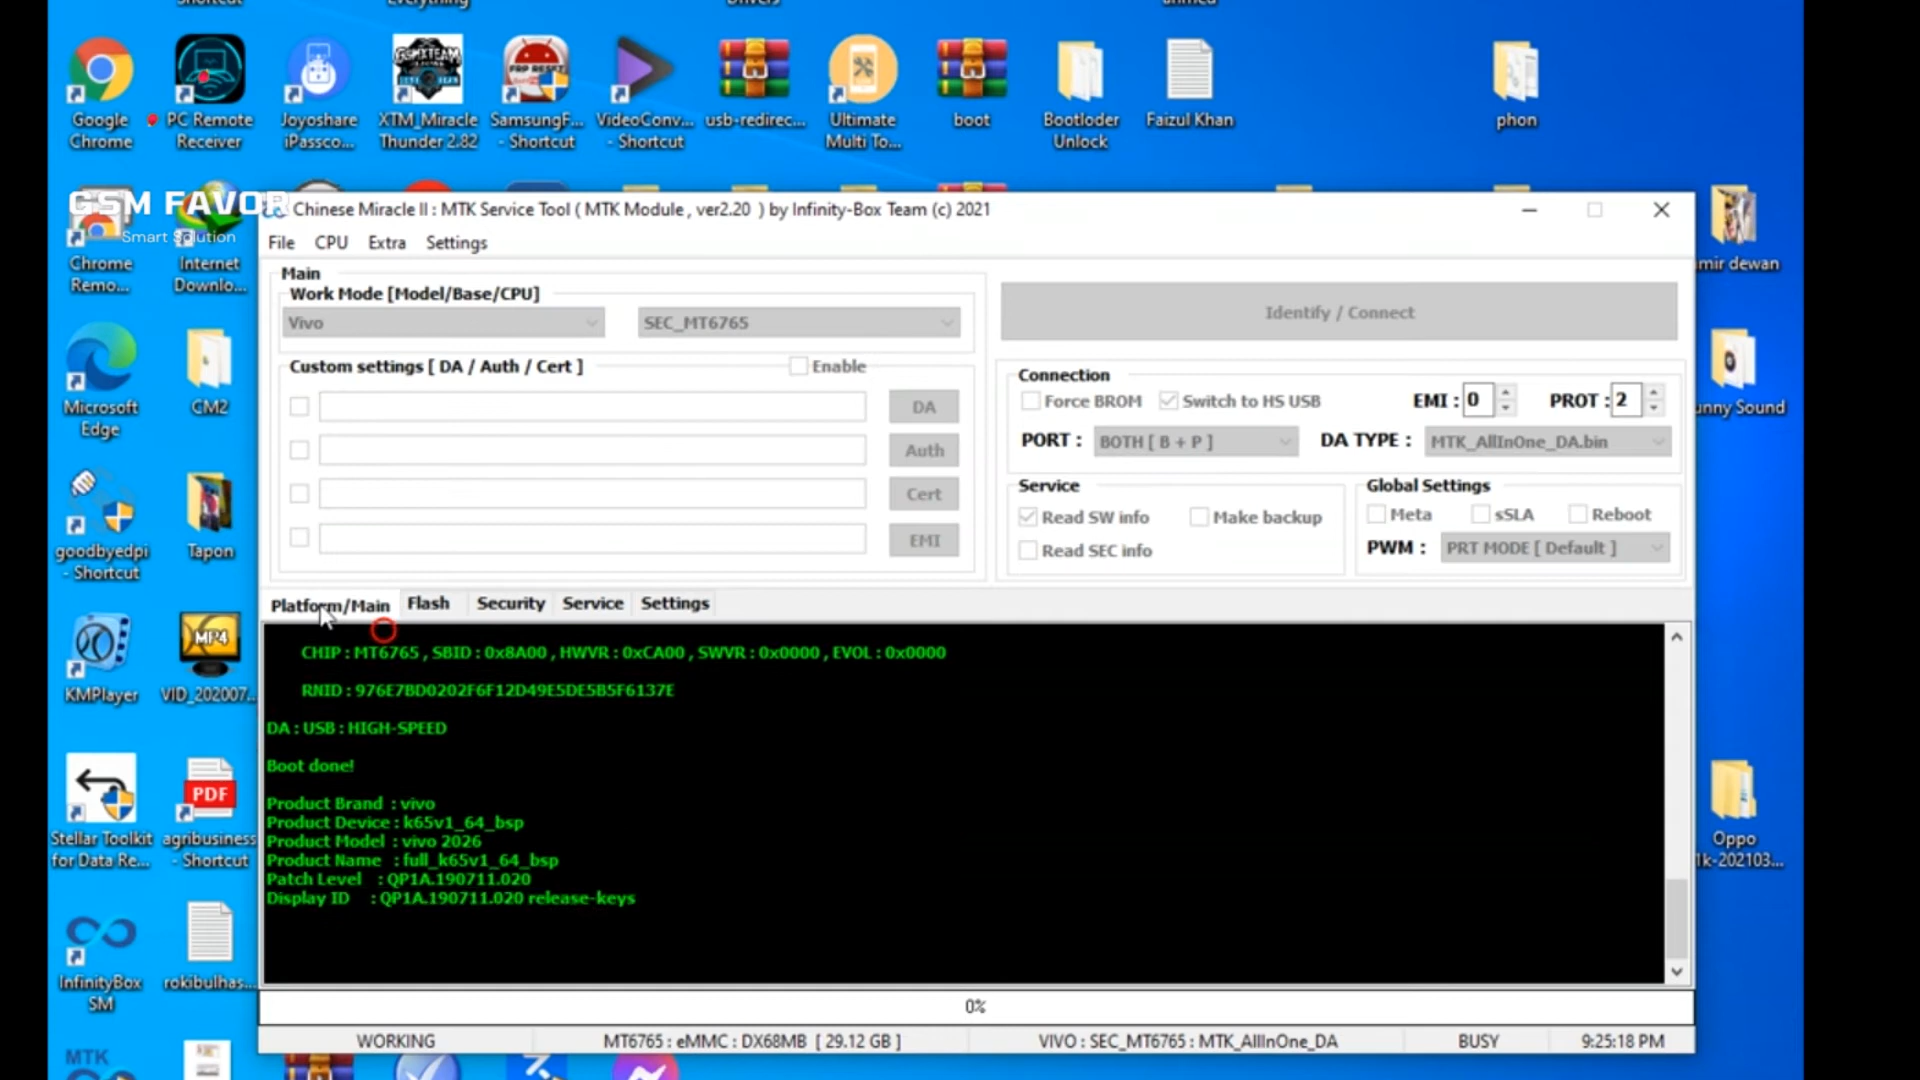 Shortcut
Everything
Drivers
ahmed
Google
Chrome
PC Remote
Receiver
Joyoshare
iPassco...
XTM_Miracle
Thunder 2.82
SamsungF...
- Shortcut
VideoConv...
- Shortcut
usb-redirec...
Ultimate
Multi To...
boot
Bootloder
Unlock
Faizul Khan
phon
GSM FAVOR
Smart Solution
Chrome
Remo...
Internet
Downlo...
Microsoft
Edge
CM2
goodbyedpi
- Shortcut
Tapon
KMPlayer
MP4
VID_202007...
Stellar Toolkit
for Data Re...
PDF
agribusiness
- Shortcut
InfinityBox
SM
rokibulhas...
MTK
mir dewan
unny Sound
Oppo
1k-202103...
Chinese Miracle II : MTK Service Tool ( MTK Module , ver2.20 ) by Infinity-Box Team (c) 2021
File CPU Extra Settings
Main
Work Mode [Model/Base/CPU]
Vivo SEC_MT6765
Custom settings [ DA / Auth / Cert ] Enable
DA
Auth
Cert
EMI
Identify / Connect
Connection
Force BROM Switch to HS USB EMI : 0 PROT : 2
PORT : BOTH [ B + P ] DA TYPE : MTK_AllInOne_DA.bin
Service
Read SW info Make backup
Read SEC info
Global Settings
Meta sSLA Reboot
PWM : PRT MODE [ Default ]
Platform/Main Flash Security Service Settings
CHIP : MT6765 , SBID : 0x8A00 , HWVR : 0xCA00 , SWVR : 0x0000 , EVOL : 0x0000
RNID : 976E7BD0202F6F12D49E5DE5B5F6137E
DA : USB : HIGH-SPEED
Boot done!
Product Brand : vivo
Product Device : k65v1_64_bsp
Product Model : vivo 2026
Product Name : full_k65v1_64_bsp
Patch Level : QP1A.190711.020
Display ID : QP1A.190711.020 release-keys
0%
WORKING MT6765 : eMMC : DX68MB [ 29.12 GB ] VIVO : SEC_MT6765 : MTK_AllInOne_DA BUSY 9:25:18 PM